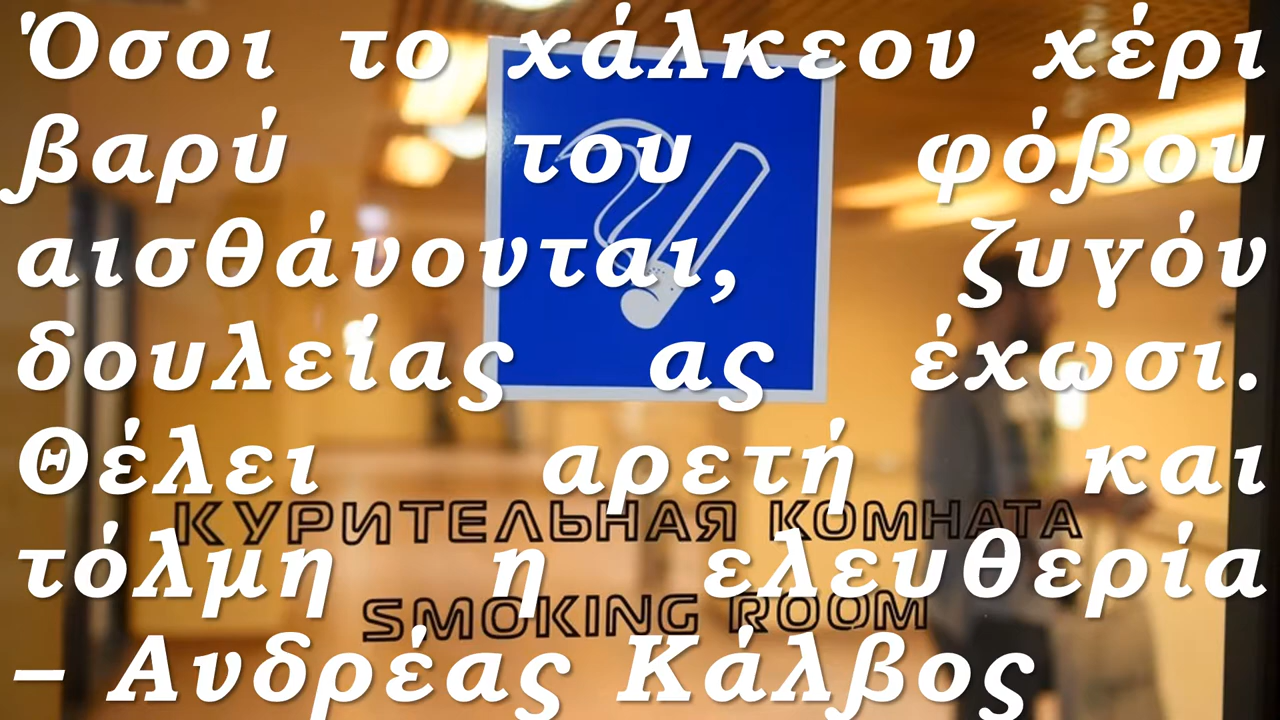 Όσοι το χάλκεον χέρι
βαρύ του φόβου
αισθάνονται, ζυγόν
δουλείας ας έχωσι.
Θέλει αρετή και
КУРИТЕЛЬНАЯ КОМНАТА
τόλμη η ελευθερία
SMOKING ROOM
– Ανδρέας Κάλβος